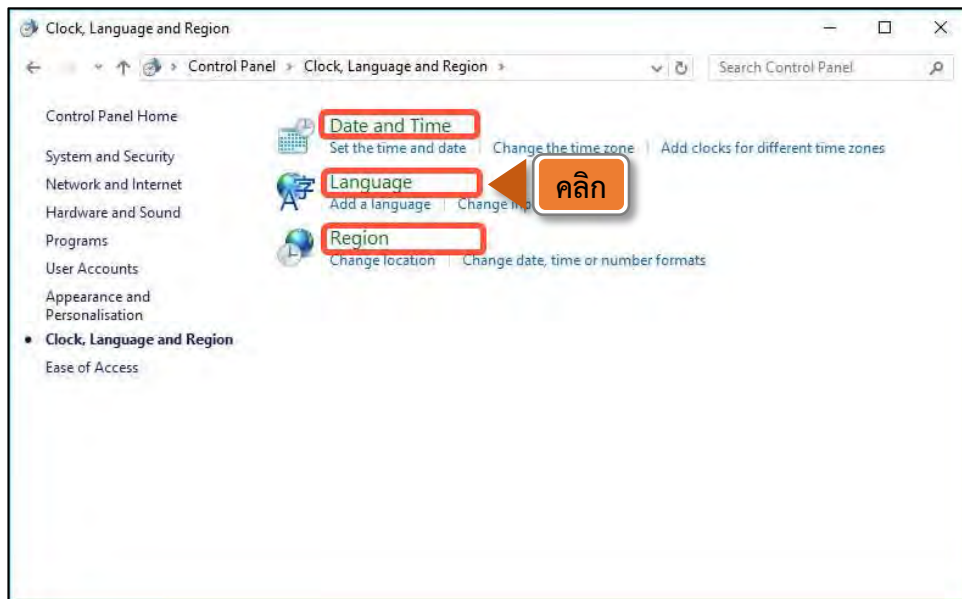 Clock, Language and Region
Control Panel > Clock, Language and Region >
Search Control Panel
Control Panel Home
System and Security
Network and Internet
Hardware and Sound
Programs
User Accounts
Appearance and
Personalisation
Clock, Language and Region
Ease of Access
Date and Time
Set the time and date
Change the time zone
Add clocks for different time zones
Language
Add a language
Change
คลิก
Region
Change location
Change date, time or number formats